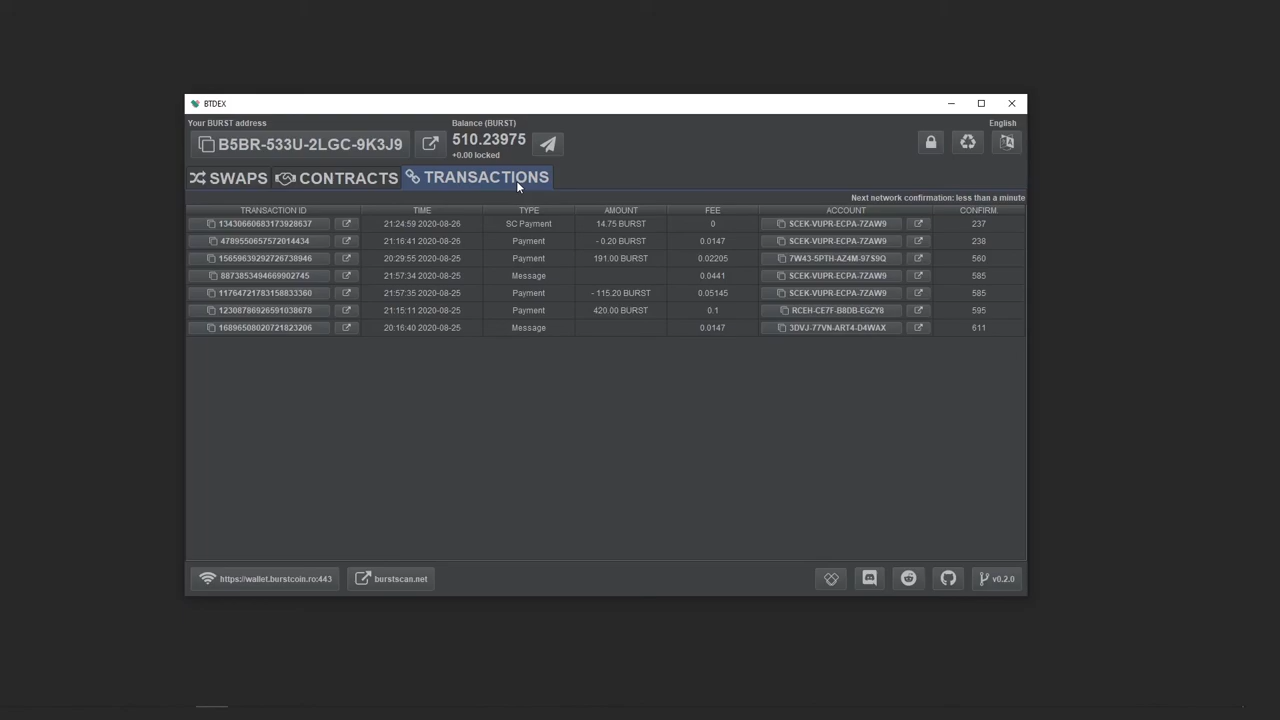 BTDEX
Your BURST address
Balance (BURST)
English
B5BR-533U-2LGC-9K3J9
510.23975
+0.00 locked
SWAPS
CONTRACTS
TRANSACTIONS
Next network confirmation: less than a minute
TRANSACTION ID TIME TYPE AMOUNT FEE ACCOUNT CONFIRM.
13430660683173928637 21:24:59 2020-08-26 SC Payment 14.75 BURST 0 SCEK-VUPR-ECPA-7ZAW9 237
4789550657572014434 21:16:41 2020-08-26 Payment - 0.20 BURST 0.0147 SCEK-VUPR-ECPA-7ZAW9 238
15659639292726738946 20:29:55 2020-08-26 Payment 191.00 BURST 0.02205 7W43-5PTH-AZ4M-97S9Q 560
8873853494669902745 21:57:34 2020-08-25 Message 0.0441 SCEK-VUPR-ECPA-7ZAW9 585
11764721783158833360 21:57:35 2020-08-25 Payment - 115.20 BURST 0.05145 SCEK-VUPR-ECPA-7ZAW9 585
12308786926591038678 21:15:11 2020-08-25 Payment 420.00 BURST 0.1 RCEH-CE7F-B8DB-EGZY8 595
16896508020721823206 20:16:40 2020-08-25 Message 0.0147 3DVJ-77VN-ART4-D4WAX 611
https://wallet.burstcoin.ro:443
burstscan.net
v0.2.0